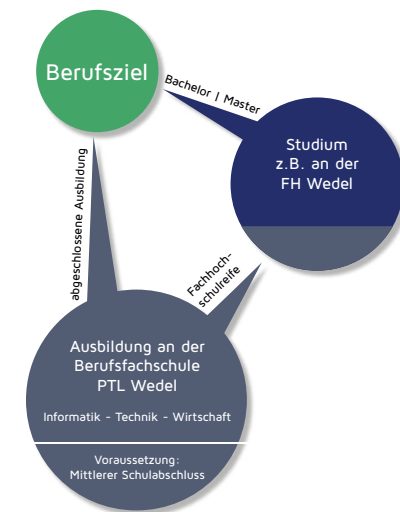 Berufsziel
Bachelor | Master
Studium
z.B. an der
FH Wedel
abgeschlossene Ausbildung
Fachhoch-
schulreife
Ausbildung an der
Berufsfachschule
PTL Wedel
Informatik - Technik - Wirtschaft
Voraussetzung:
Mittlerer Schulabschluss